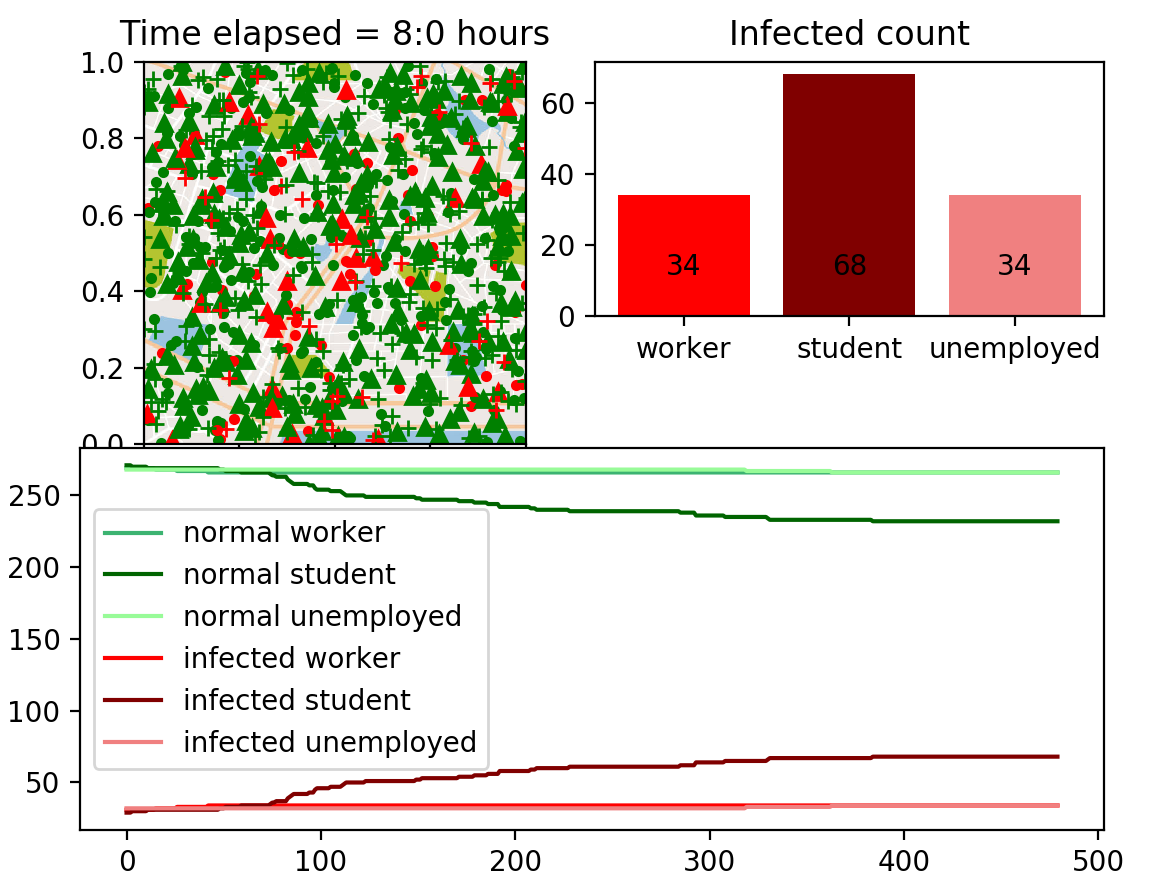 Time elapsed = 8:0 hours
1.0
0.8
0.6
0.4
0.2
0.0
Infected count
60
40
20
0
34
68
34
worker student unemployed
250
200
150
100
50
normal worker
normal student
normal unemployed
infected worker
infected student
infected unemployed
0 100 200 300 400 500